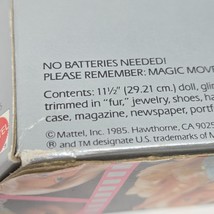 NO BATTERIES NEEDED!
PLEASE REMEMBER: MAGIC MOVE
Contents: 11½" (29.21 cm.) doll, gli
trimmed in "fur," jewelry, shoes, ha
case, magazine, newspaper, portf
© Mattel, Inc. 1985. Hawthorne, CA 9025
® and TM designate U.S. trademarks of M